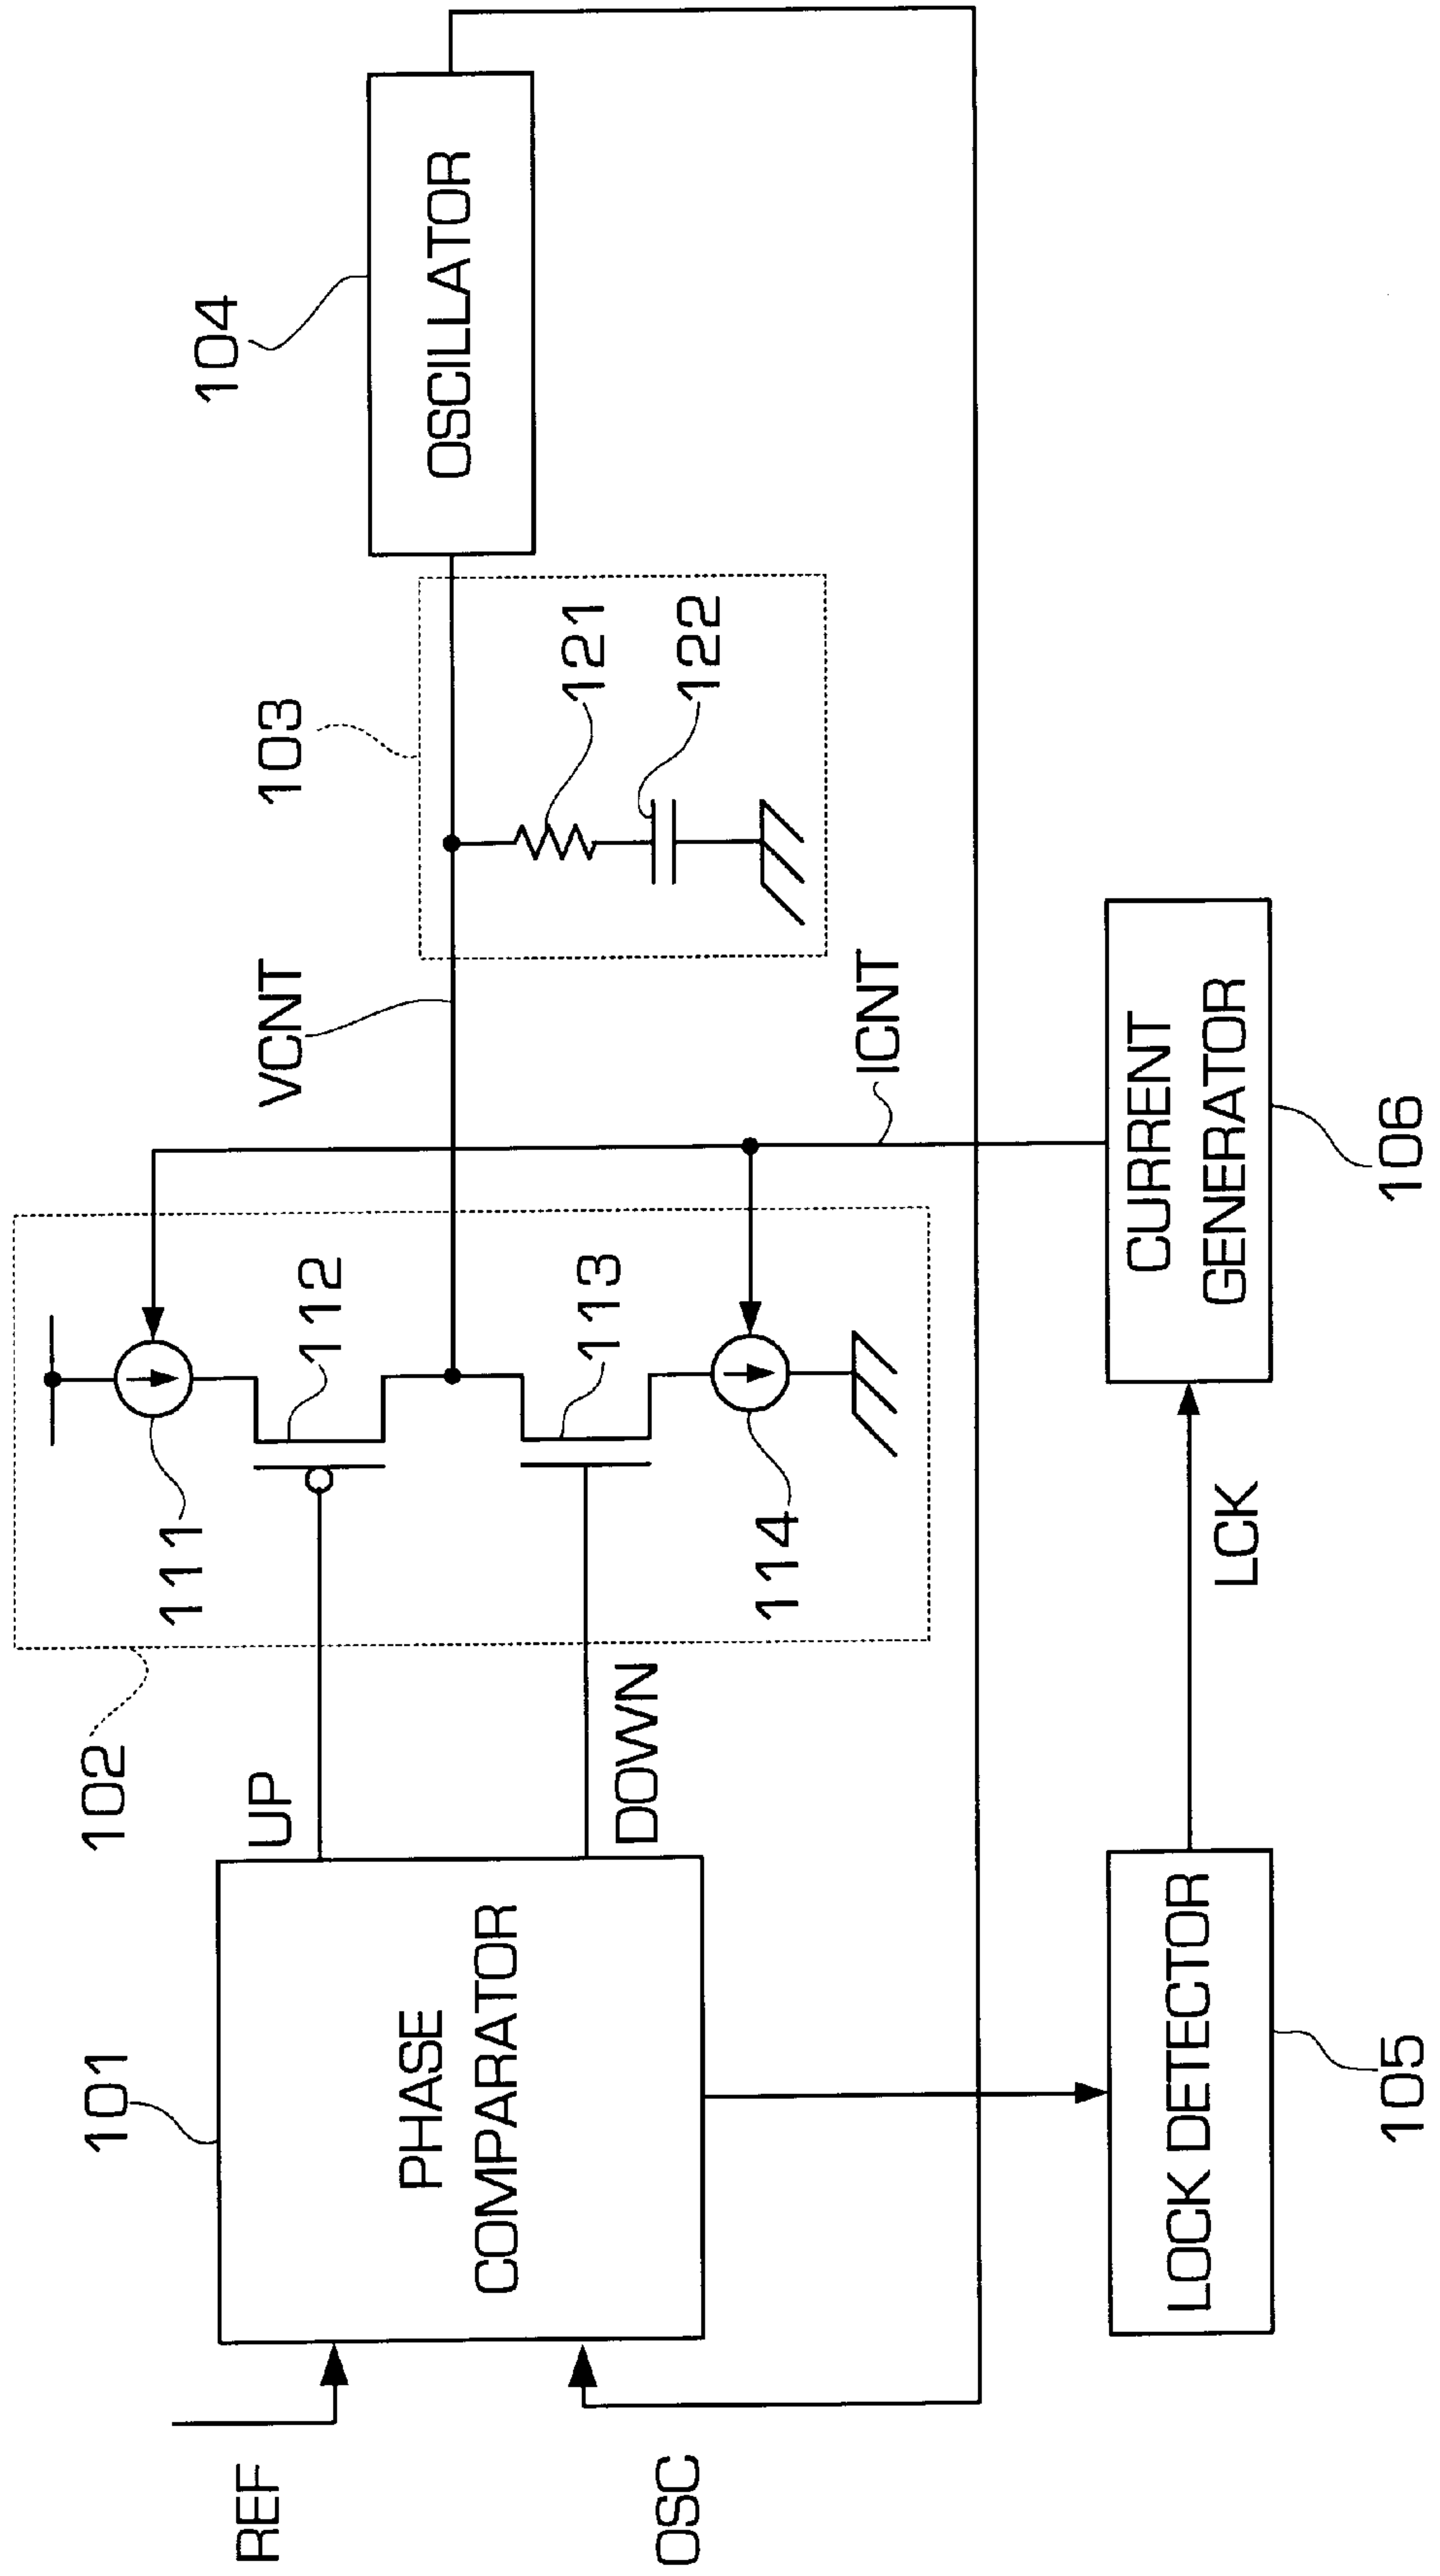 102
111
112
VCNT
103
104
101
UP
113
121
OSCILLATOR
REF
PHASE
COMPARATOR
DOWN
114
ICNT
122
OSC
LOCK DETECTOR
LCK
CURRENT
GENERATOR
105
106